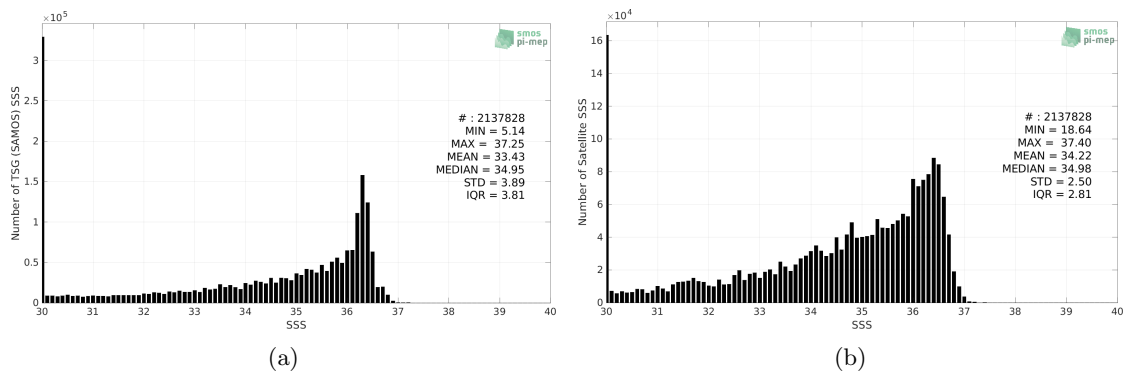 ×10⁵
smos
pi-mep
3
2.5
2
1.5
1
0.5
0
Number of TSG (SAMOS) SSS
# : 2137828
MIN = 5.14
MAX = 37.25
MEAN = 33.43
MEDIAN = 34.95
STD = 3.89
IQR = 3.81
30 31 32 33 34 35 36 37 38 39 40
SSS
(a)
×10⁴
smos
pi-mep
16
14
12
10
8
6
4
2
0
Number of Satellite SSS
# : 2137828
MIN = 18.64
MAX = 37.40
MEAN = 34.22
MEDIAN = 34.98
STD = 2.50
IQR = 2.81
30 31 32 33 34 35 36 37 38 39 40
SSS
(b)